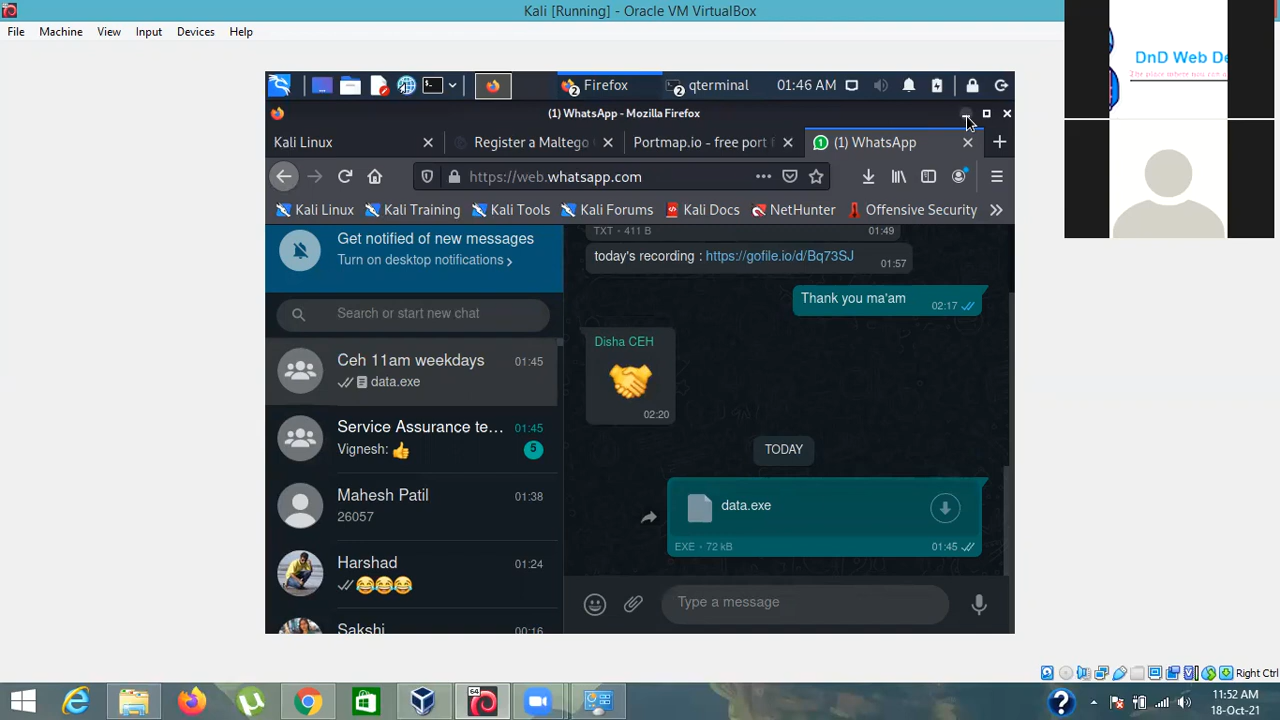 Kali [Running] - Oracle VM VirtualBox
File Machine View Input Devices Help
DnD Web De
Firefox
2
qterminal
2
01:46 AM
(1) WhatsApp - Mozilla Firefox
Kali Linux
Register a Maltego
Portmap.io - free port f
(1) WhatsApp
https://web.whatsapp.com
Kali Linux
Kali Training
Kali Tools
Kali Forums
Kali Docs
NetHunter
Offensive Security
Get notified of new messages
Turn on desktop notifications
Search or start new chat
Ceh 11am weekdays
01:45
data.exe
Service Assurance te...
01:45
Vignesh:
5
Mahesh Patil
01:38
26057
Harshad
01:24
Sakshi
00:16
TXT • 411 B
01:49
today's recording : https://gofile.io/d/Bq73SJ
01:57
Thank you ma'am
02:17
Disha CEH
02:20
TODAY
data.exe
EXE • 72 kB
01:45
Type a message
Right Ctrl
64
11:52 AM
18-Oct-21